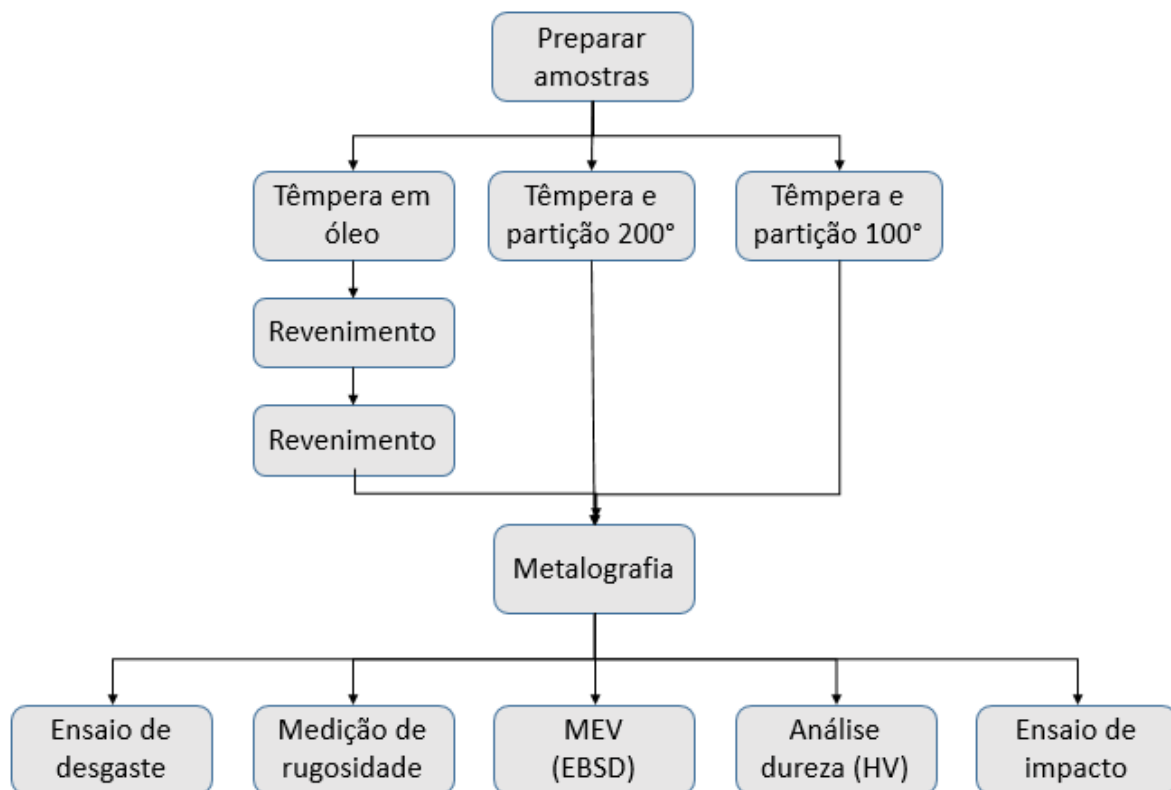 Preparar
amostras
Têmpera em
óleo
Têmpera e
partição 200°
Têmpera e
partição 100°
Revenimento
Revenimento
Metalografia
Ensaio de
desgaste
Medição de
rugosidade
MEV
(EBSD)
Análise
dureza (HV)
Ensaio de
impacto